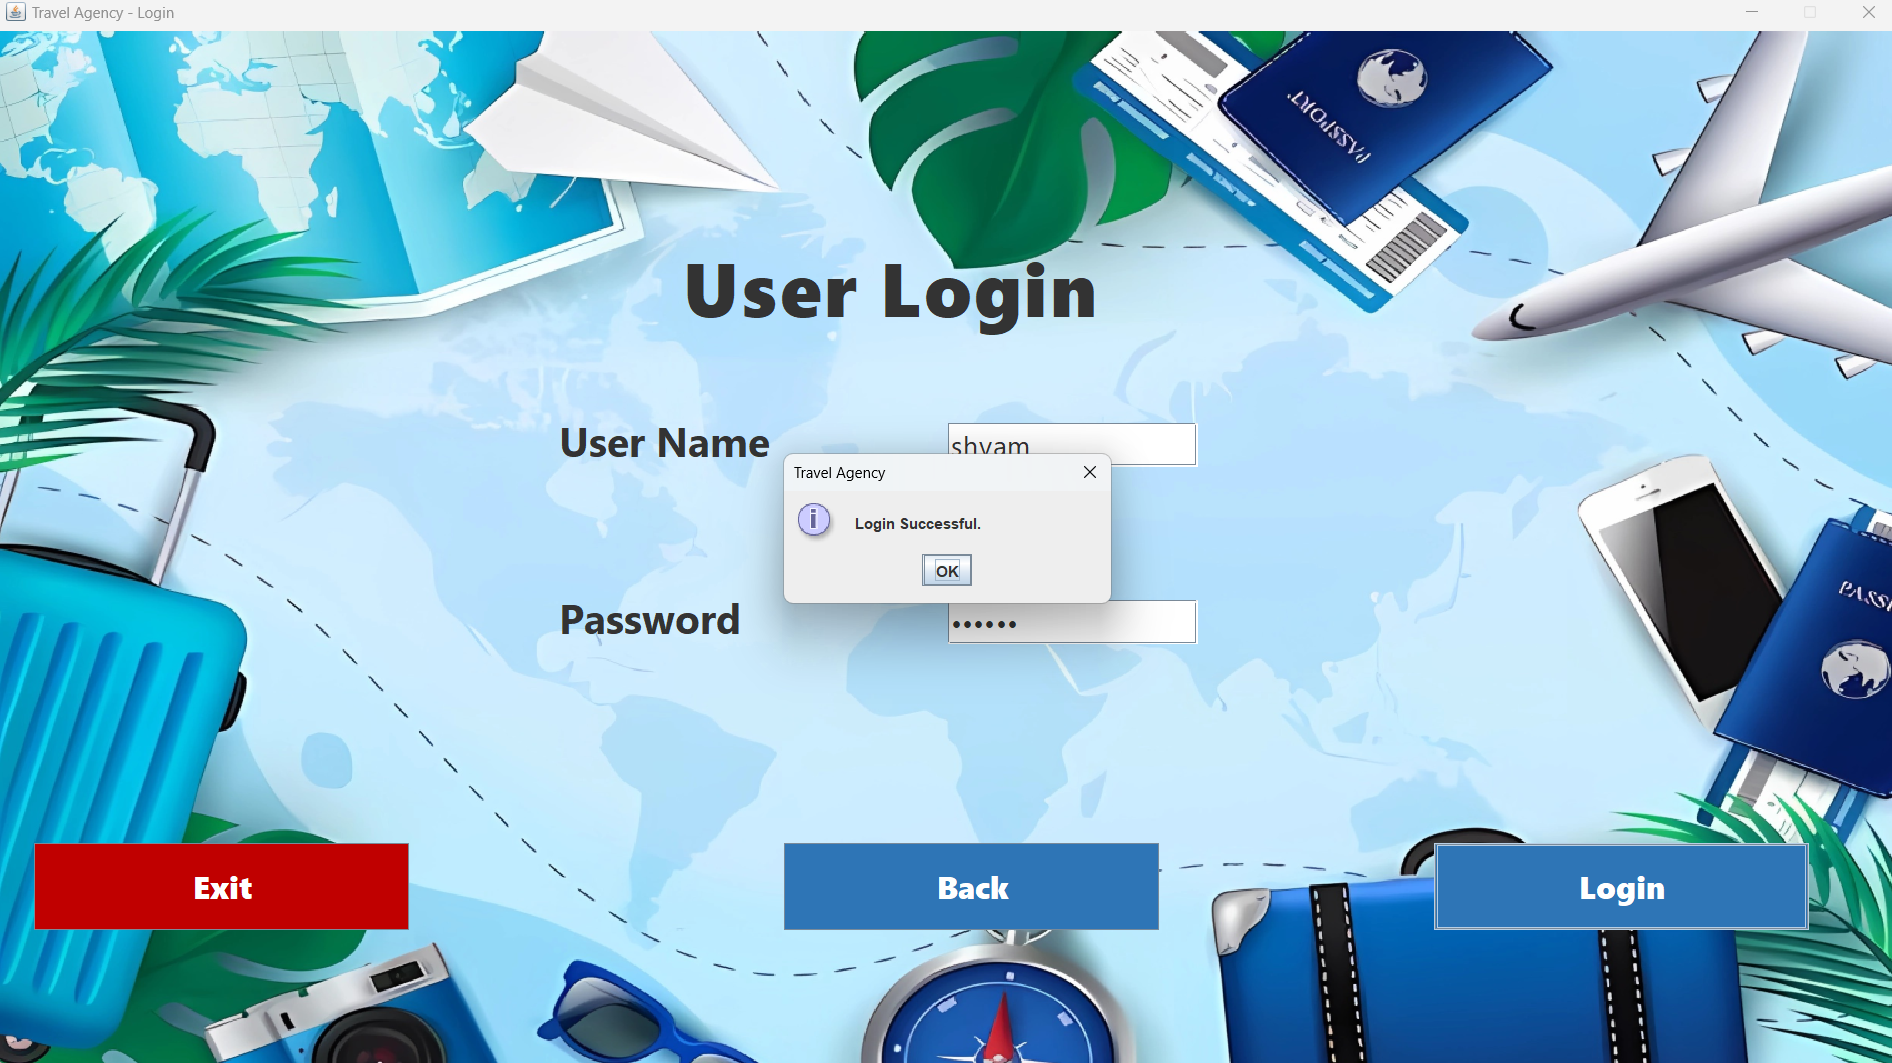 Travel Agency - Login
PASSPORT
User Login
User Name
shyam
Travel Agency
Login Successful.
OK
Password
••••••
PASS
Exit
Back
Login